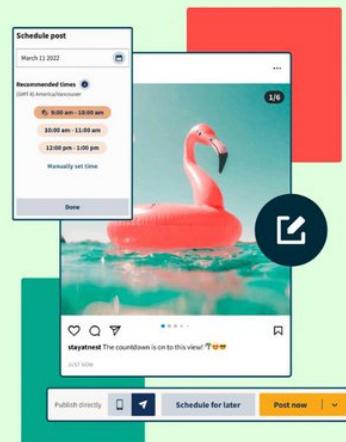 Schedule post
March 11 2022
Recommended times
(GMT-8) America/Vancouver
9:00 am - 10:00 am
10:00 am - 11:00 am
12:00 pm - 1:00 pm
Manually set time
Done
1/6
stayatnest The countdown is on to this view! 🌴😍😎
JUST NOW
Publish directly
Schedule for later
Post now